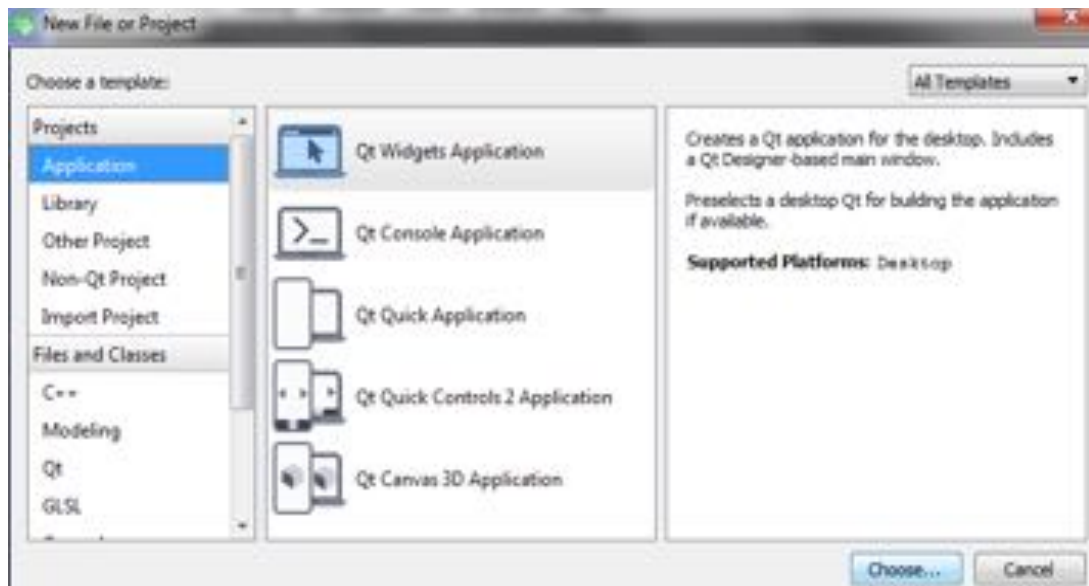 New File or Project
Choose a template:
All Templates
Projects
Application
Library
Other Project
Non-Qt Project
Import Project
Files and Classes
C++
Modeling
Qt
GLSL
Qt Widgets Application
Qt Console Application
Qt Quick Application
Qt Quick Controls 2 Application
Qt Canvas 3D Application
Creates a Qt application for the desktop. Includes
a Qt Designer-based main window.
Preselects a desktop Qt for building the application
if available.
Supported Platforms: Desktop
Choose...
Cancel